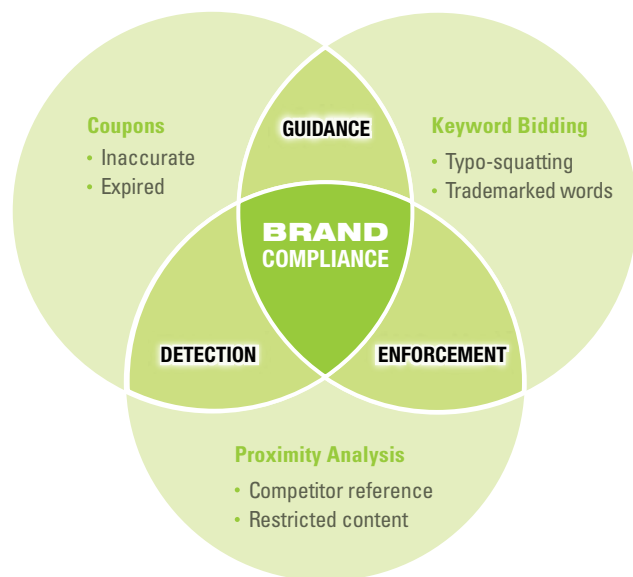 GUIDANCE
Coupons
• Inaccurate
• Expired
Keyword Bidding
• Typo-squatting
• Trademarked words
BRAND
COMPLIANCE
DETECTION
ENFORCEMENT
Proximity Analysis
• Competitor reference
• Restricted content